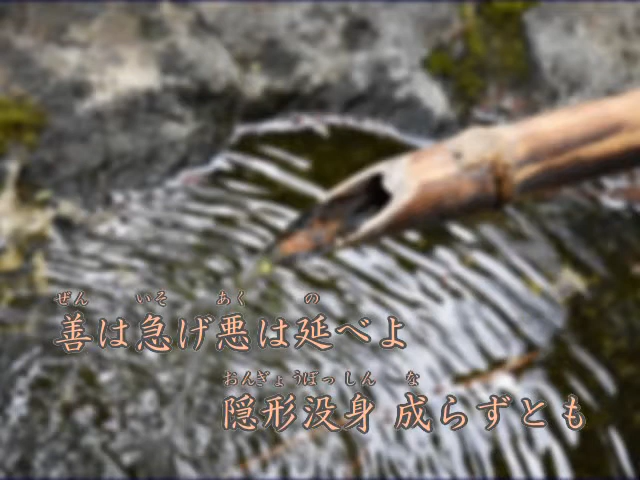 ぜん いそ あく の
善は急げ悪は延べよ
おんぎょうぼっしん な
隠形没身 成らずとも